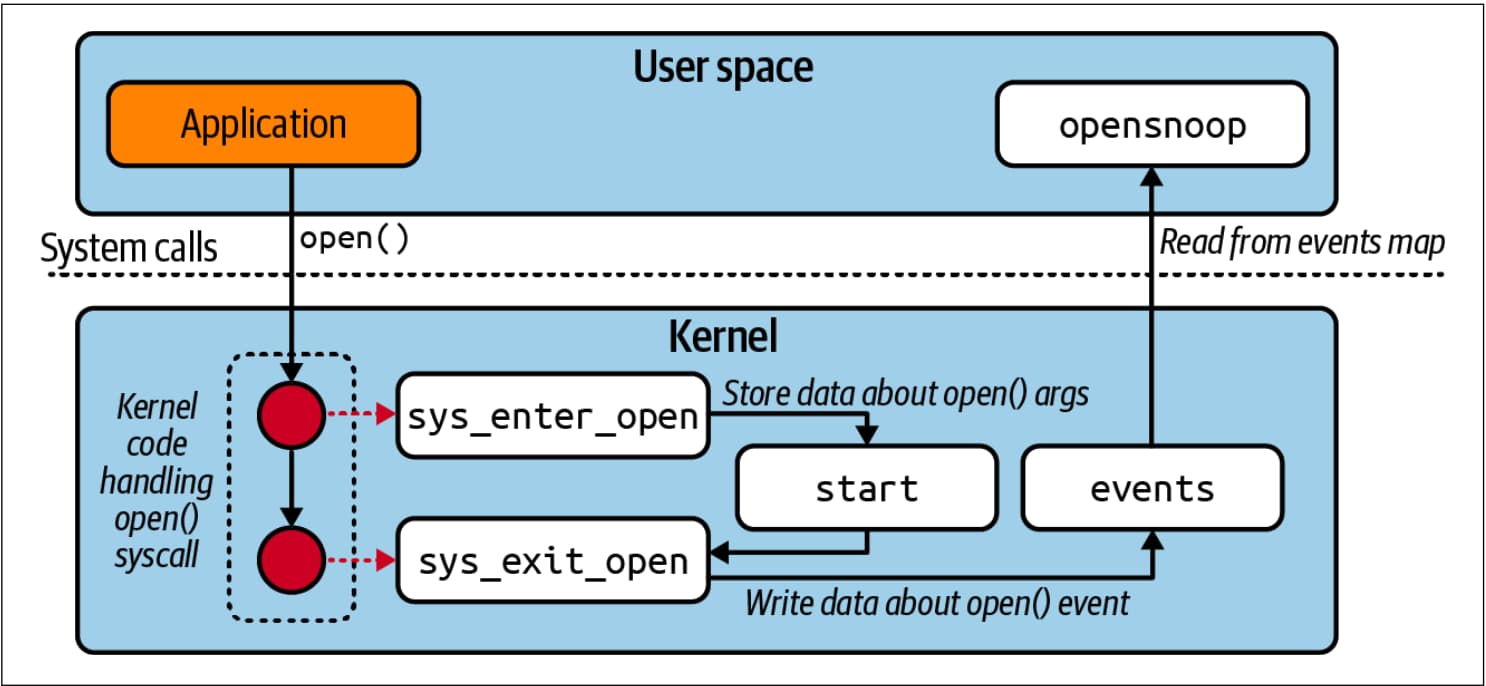 User space
Application
opensnoop
System calls
open()
Read from events map
Kernel
Kernel
code
handling
open()
syscall
sys_enter_open
Store data about open() args
start
events
sys_exit_open
Write data about open() event